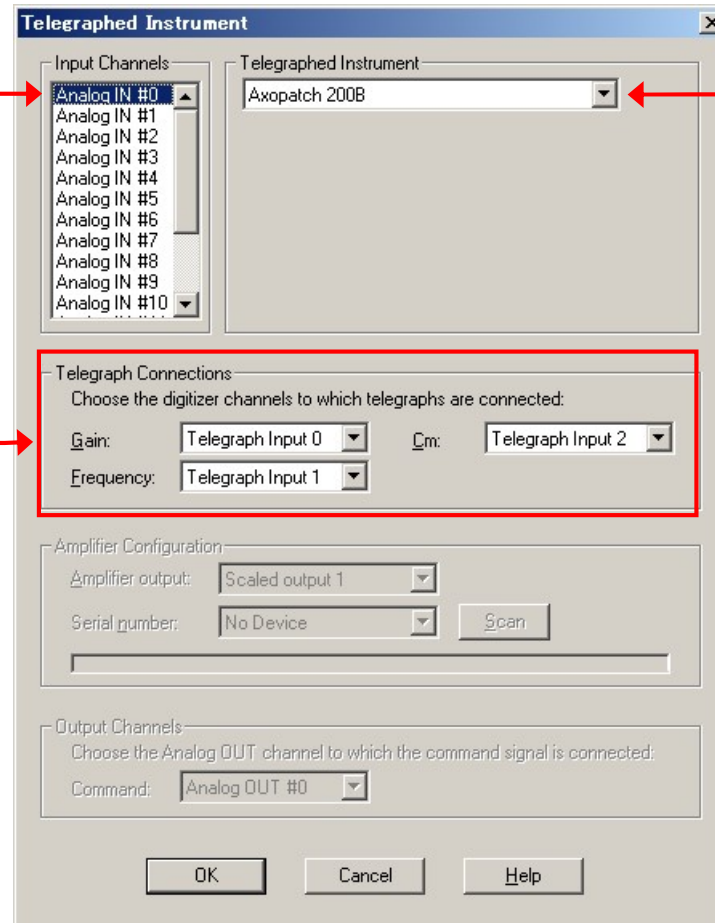 Telegraphed Instrument
Input Channels
Analog IN #0
Analog IN #1
Analog IN #2
Analog IN #3
Analog IN #4
Analog IN #5
Analog IN #6
Analog IN #7
Analog IN #8
Analog IN #9
Analog IN #10
Telegraphed Instrument
Axopatch 200B
Telegraph Connections
Choose the digitizer channels to which telegraphs are connected:
Gain: Telegraph Input 0 Cm: Telegraph Input 2
Frequency: Telegraph Input 1
Amplifier Configuration
Amplifier output: Scaled output 1
Serial number: No Device Scan
Output Channels
Choose the Analog OUT channel to which the command signal is connected:
Command: Analog OUT #0
OK Cancel Help